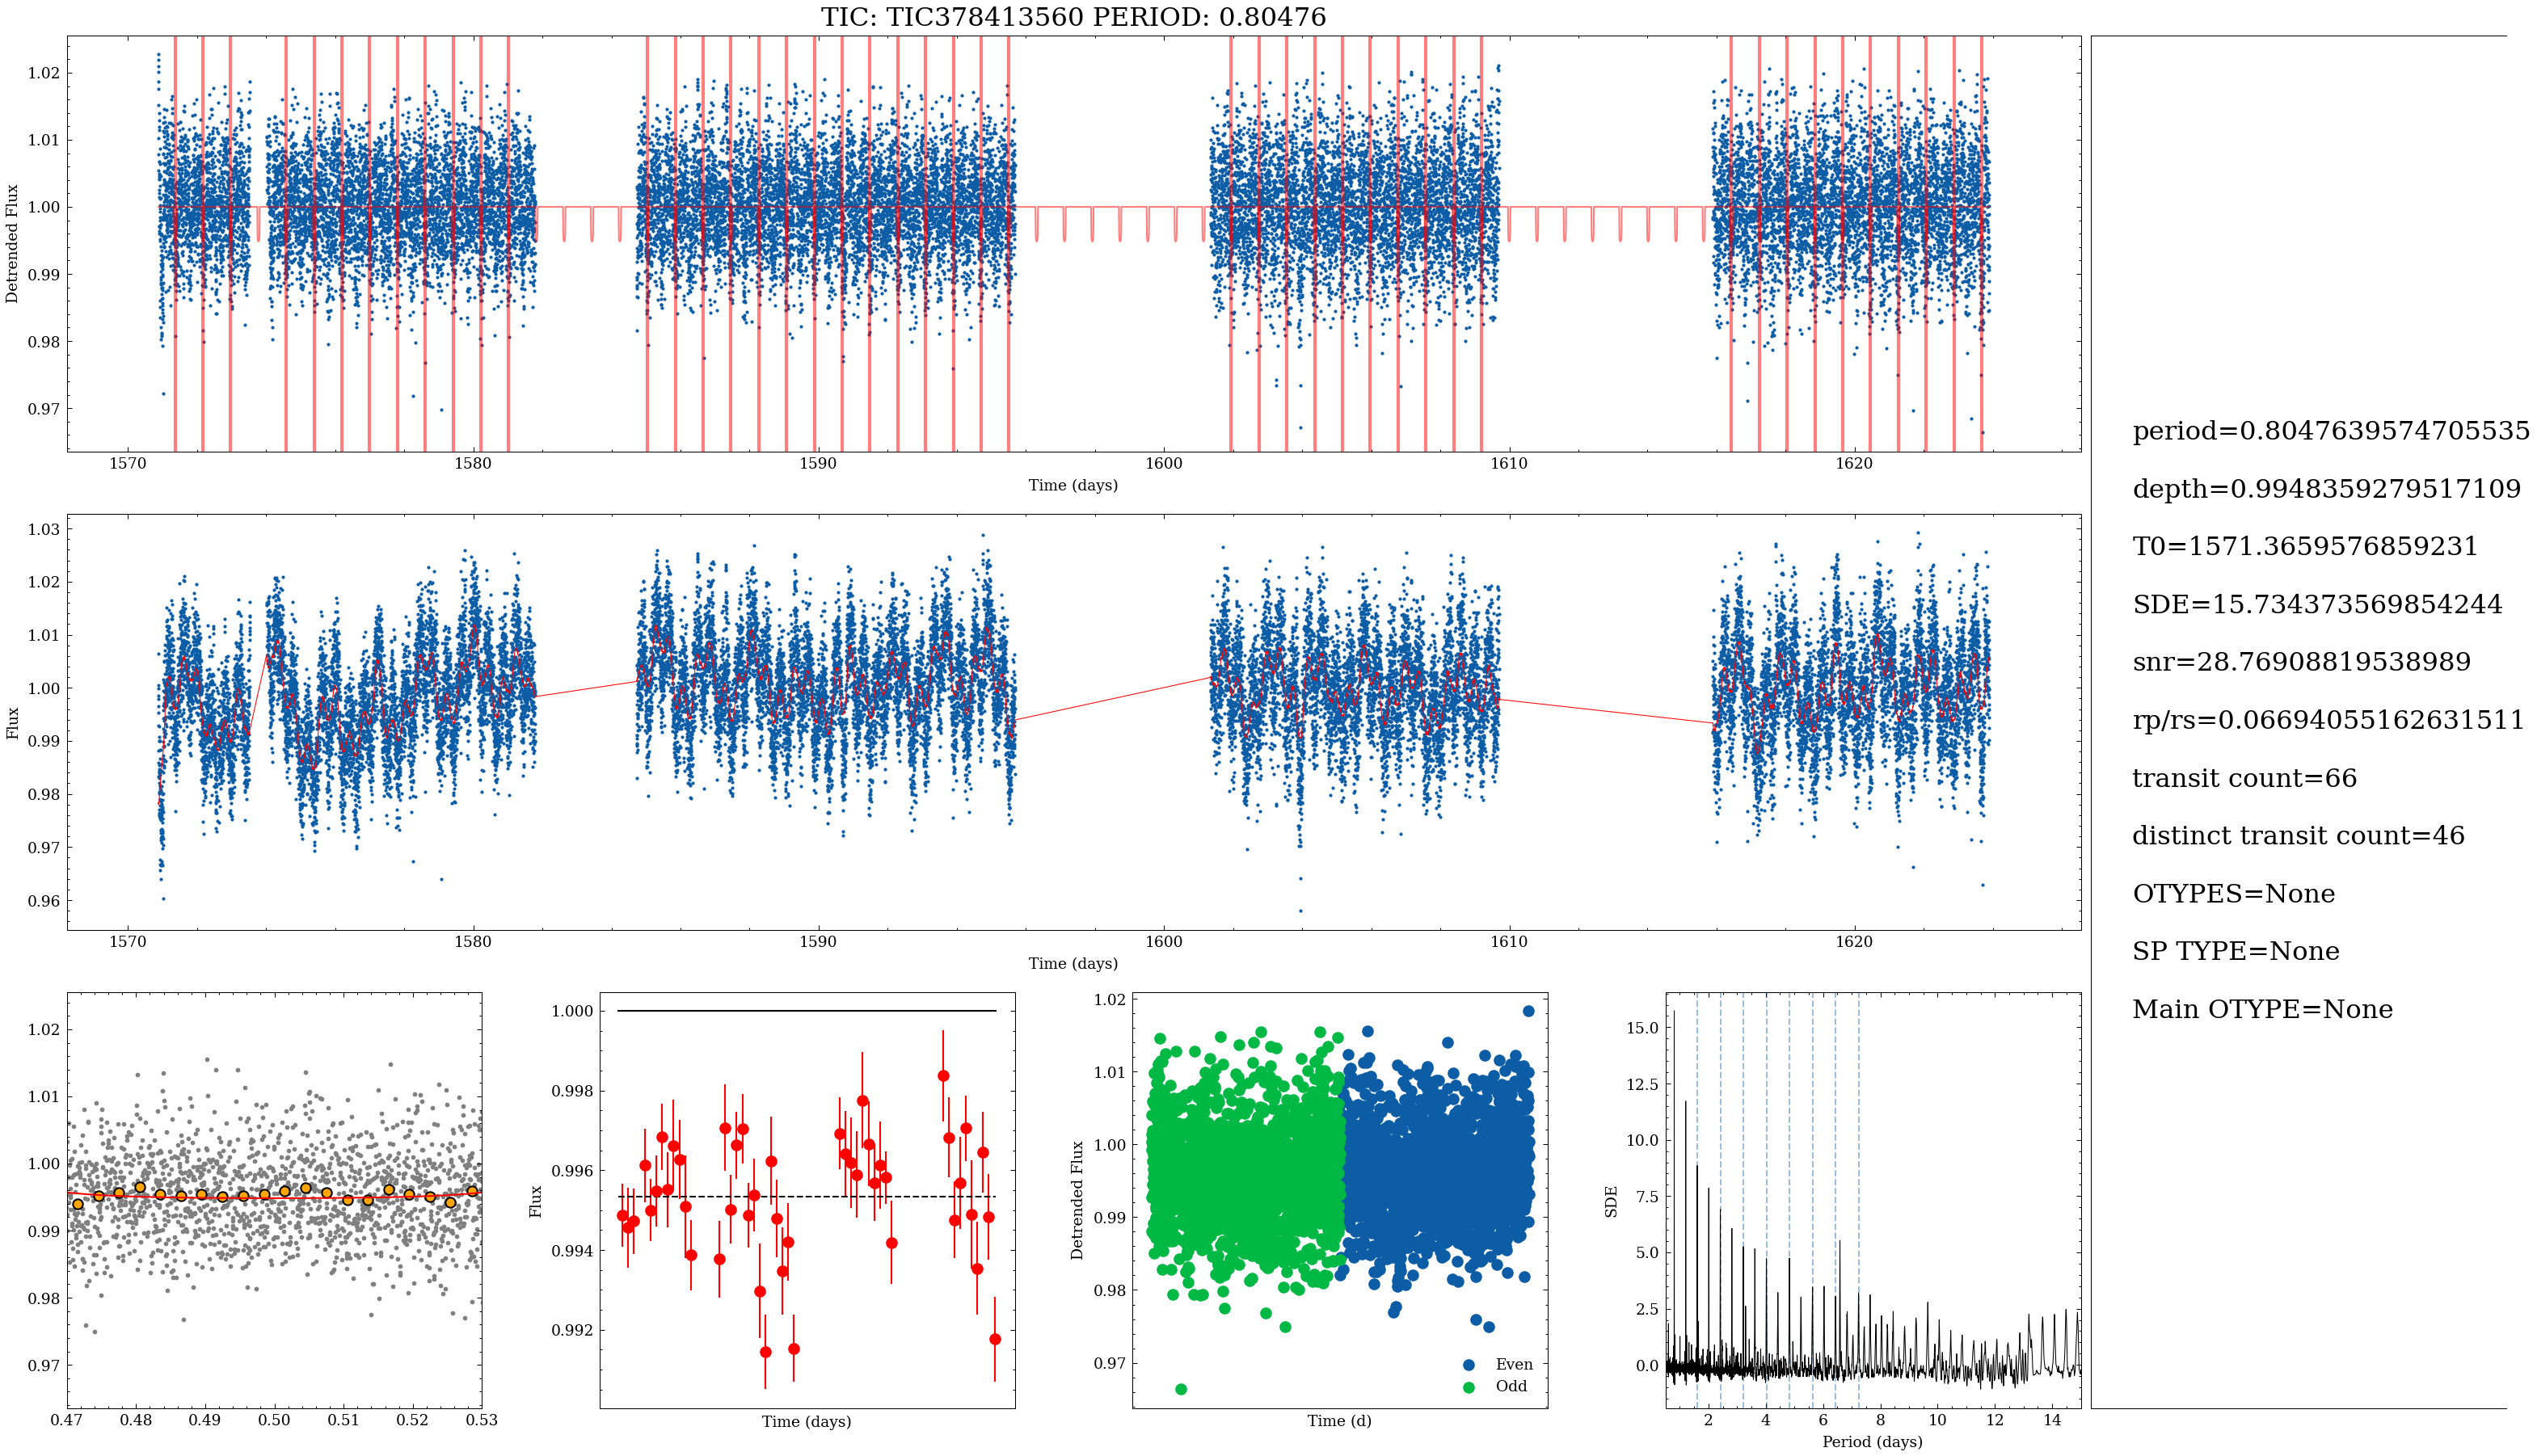 TIC: TIC378413560 PERIOD: 0.80476
1.02
1.01
1.00
0.99
0.98
0.97
Detrended Flux
1570
1580
1590
1600
1610
1620
Time (days)
1.03
1.02
1.01
1.00
0.99
0.98
0.97
0.96
Flux
1570
1580
1590
1600
1610
1620
Time (days)
1.02
1.01
1.00
0.99
0.98
0.97
0.47
0.48
0.49
0.50
0.51
0.52
0.53
1.000
0.998
0.996
0.994
0.992
Flux
Time (days)
1.02
1.01
1.00
0.99
0.98
0.97
Detrended Flux
Even
Odd
Time (d)
15.0
12.5
10.0
7.5
5.0
2.5
0.0
SDE
2
4
6
8
10
12
14
Period (days)
period=0.8047639574705535
depth=0.9948359279517109
T0=1571.3659576859231
SDE=15.734373569854244
snr=28.76908819538989
rp/rs=0.06694055162631511
transit count=66
distinct transit count=46
OTYPES=None
SP TYPE=None
Main OTYPE=None